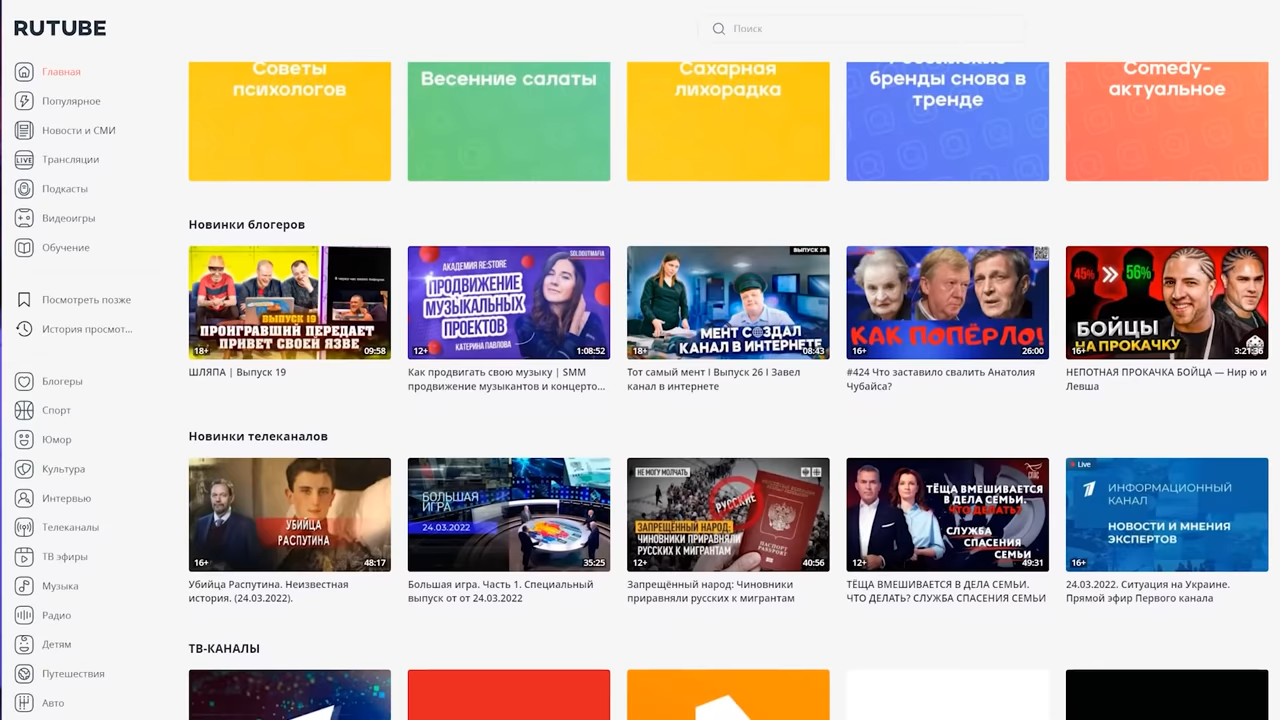 RUTUBE
Поиск
Главная
Популярное
Новости и СМИ
Трансляции
Подкасты
Видеоигры
Обучение
Посмотреть позже
История просмот...
Блогеры
Спорт
Юмор
Культура
Интервью
Телеканалы
ТВ эфиры
Музыка
Радио
Детям
Путешествия
Авто
Советы
психологов
Весенние салаты
Сахарная
лихорадка
Российские
бренды снова в
тренде
Comedy-
актуальное
Новинки блогеров
ВЫПУСК 19
ПРОИГРАВШИЙ ПЕРЕДАЕТ
ПРИВЕТ СВОЕЙ ЯЗВЕ
18+
09:58
ШЛЯПА | Выпуск 19
SOLDOUTMAFIA
АКАДЕМИЯ RE:STORE
ПРОДВИЖЕНИЕ
МУЗЫКАЛЬНЫХ
ПРОЕКТОВ
КАТЕРИНА ПАВЛОВА
12+
1:08:52
Как продвигать свою музыку | SMM
продвижение музыкантов и концерто...
ВЫПУСК 26
МЕНТ СОЗДАЛ
КАНАЛ В ИНТЕРНЕТЕ
18+
08:43
Тот самый мент I Выпуск 26 I Завел
канал в интернете
КАК ПОПЁРЛО!
16+
26:00
#424 Что заставило свалить Анатолия
Чубайса?
45%
56%
БОЙЦЫ
НА ПРОКАЧКУ
16+
3:21:36
НЕПОТНАЯ ПРОКАЧКА БОЙЦА — Нир ю и
Левша
Новинки телеканалов
УБИЙЦА
РАСПУТИНА
16+
48:17
Убийца Распутина. Неизвестная
история. (24.03.2022).
БОЛЬШАЯ
ИГРА
24.03.2022
35:25
Большая игра. Часть 1. Специальный
выпуск от от 24.03.2022
НЕ МОГУ МОЛЧАТЬ
РУССКИЕ
ЗАПРЕЩЁННЫЙ НАРОД:
ЧИНОВНИКИ ПРИРАВНЯЛИ
РУССКИХ К МИГРАНТАМ
ПАСПОРТ
PASSPORT
12+
40:56
Запрещённый народ: Чиновники
приравняли русских к мигрантам
СПАС
ТЁЩА ВМЕШИВАЕТСЯ
В ДЕЛА СЕМЬИ.
ЧТО ДЕЛАТЬ?
СЛУЖБА
СПАСЕНИЯ
СЕМЬИ
12+
49:31
ТЁЩА ВМЕШИВАЕТСЯ В ДЕЛА СЕМЬИ.
ЧТО ДЕЛАТЬ? СЛУЖБА СПАСЕНИЯ СЕМЬИ
Live
ИНФОРМАЦИОННЫЙ
КАНАЛ
НОВОСТИ И МНЕНИЯ
ЭКСПЕРТОВ
16+
24.03.2022. Ситуация на Украине.
Прямой эфир Первого канала
ТВ-КАНАЛЫ